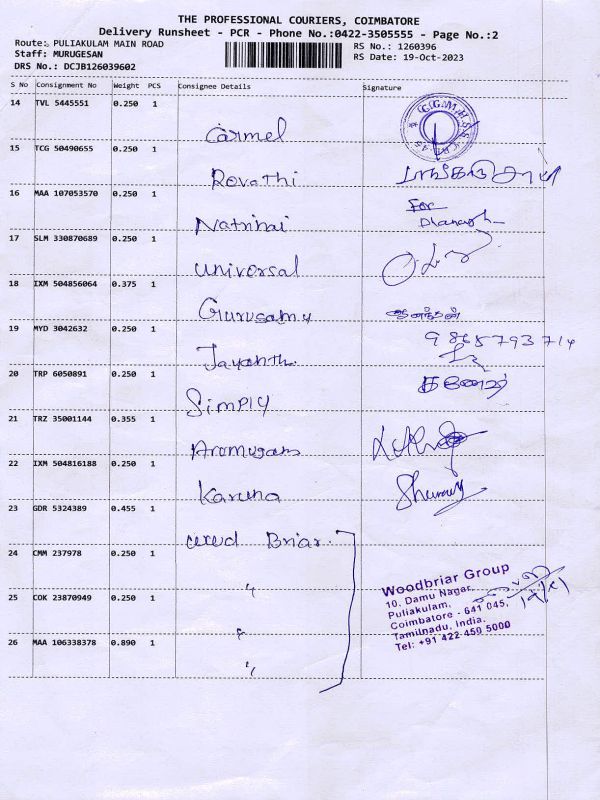 THE PROFESSIONAL COURIERS, COIMBATORE
Delivery Runsheet - PCR - Phone No.:0422-3505555 - Page No.:2
Route: PULIAKULAM MAIN ROAD
Staff: MURUGESAN
DRS No.: DCJB126039602
RS No.: 1260396
RS Date: 19-Oct-2023
S No Consignment No Weight PCS Consignee Details Signature
14 TVL 5445551 0.250 1
Carmel
15 TCG 50490655 0.250 1
Revathi
16 MAA 107053570 0.250 1
For
Natrinai
17 SLM 330870689 0.250 1
Universal
18 IXM 504856064 0.375 1
Gurusamy
19 MYD 3042632 0.250 1
9865793714
Jayanthi
20 TRP 6050891 0.250 1
Simply
21 TRZ 35001144 0.355 1
Aromugam
22 IXM 504816188 0.250 1
Karuna
23 GDR 5324389 0.455 1
wood Briar
24 CMM 237978 0.250 1
"
25 COK 23870949 0.250 1
"
26 MAA 106338378 0.890 1
"
Woodbriar Group
10, Damu Nagar,
Puliakulam,
Coimbatore - 641 045,
Tamilnadu, India.
Tel: +91 422 450 5000